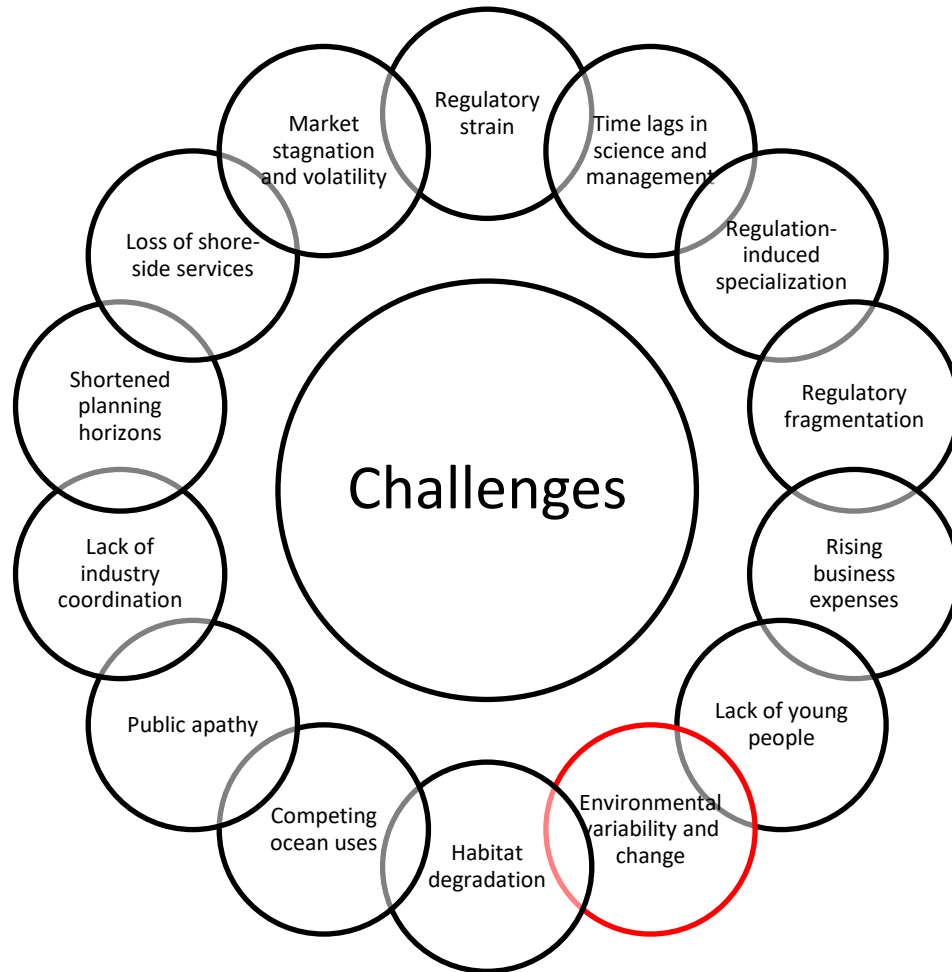 Regulatory
strain
Time lags in
science and
management
Regulation-
induced
specialization
Regulatory
fragmentation
Rising
business
expenses
Lack of young
people
Environmental
variability and
change
Habitat
degradation
Competing
ocean uses
Public apathy
Lack of
industry
coordination
Shortened
planning
horizons
Loss of shore-
side services
Market
stagnation
and volatility
Challenges